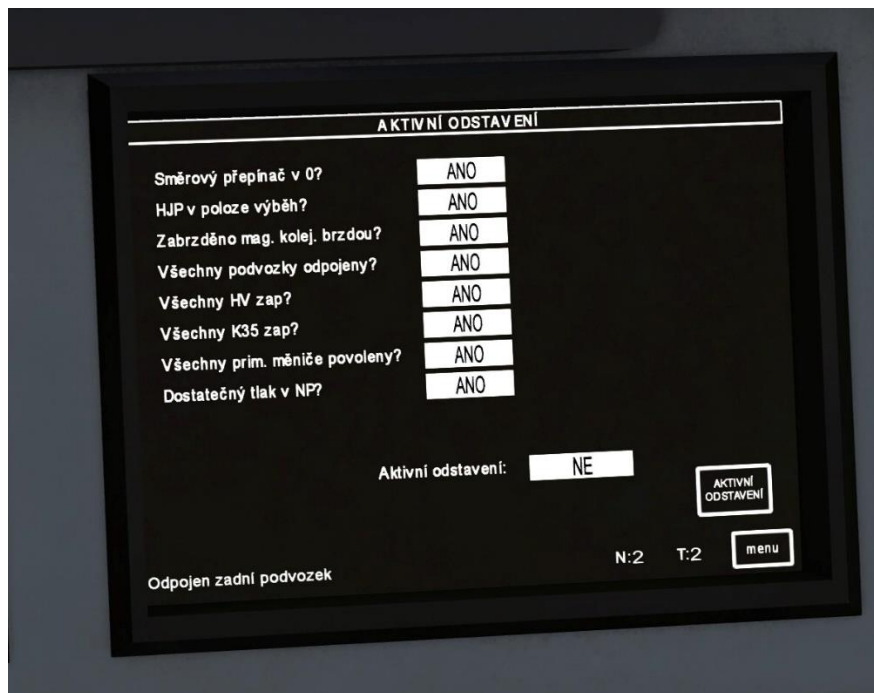 AKTIVNÍ ODSTAVENÍ
Směrový přepínač v 0? ANO
HJP v poloze výběh? ANO
Zabrzděno mag. kolej. brzdou? ANO
Všechny podvozky odpojeny? ANO
Všechny HV zap? ANO
Všechny K35 zap? ANO
Všechny prim. měniče povoleny? ANO
Dostatečný tlak v NP? ANO
Aktivní odstavení: NE
AKTIVNÍ
ODSTAVENÍ
Odpojen zadní podvozek N:2 T:2 menu